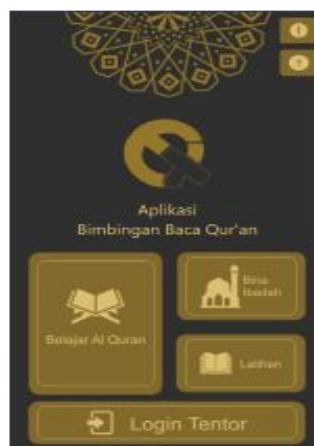 Aplikasi
Bimbingan Baca Qur'an
Bina
Ibadah
Belajar Al Quran
Latihan
Login Tentor